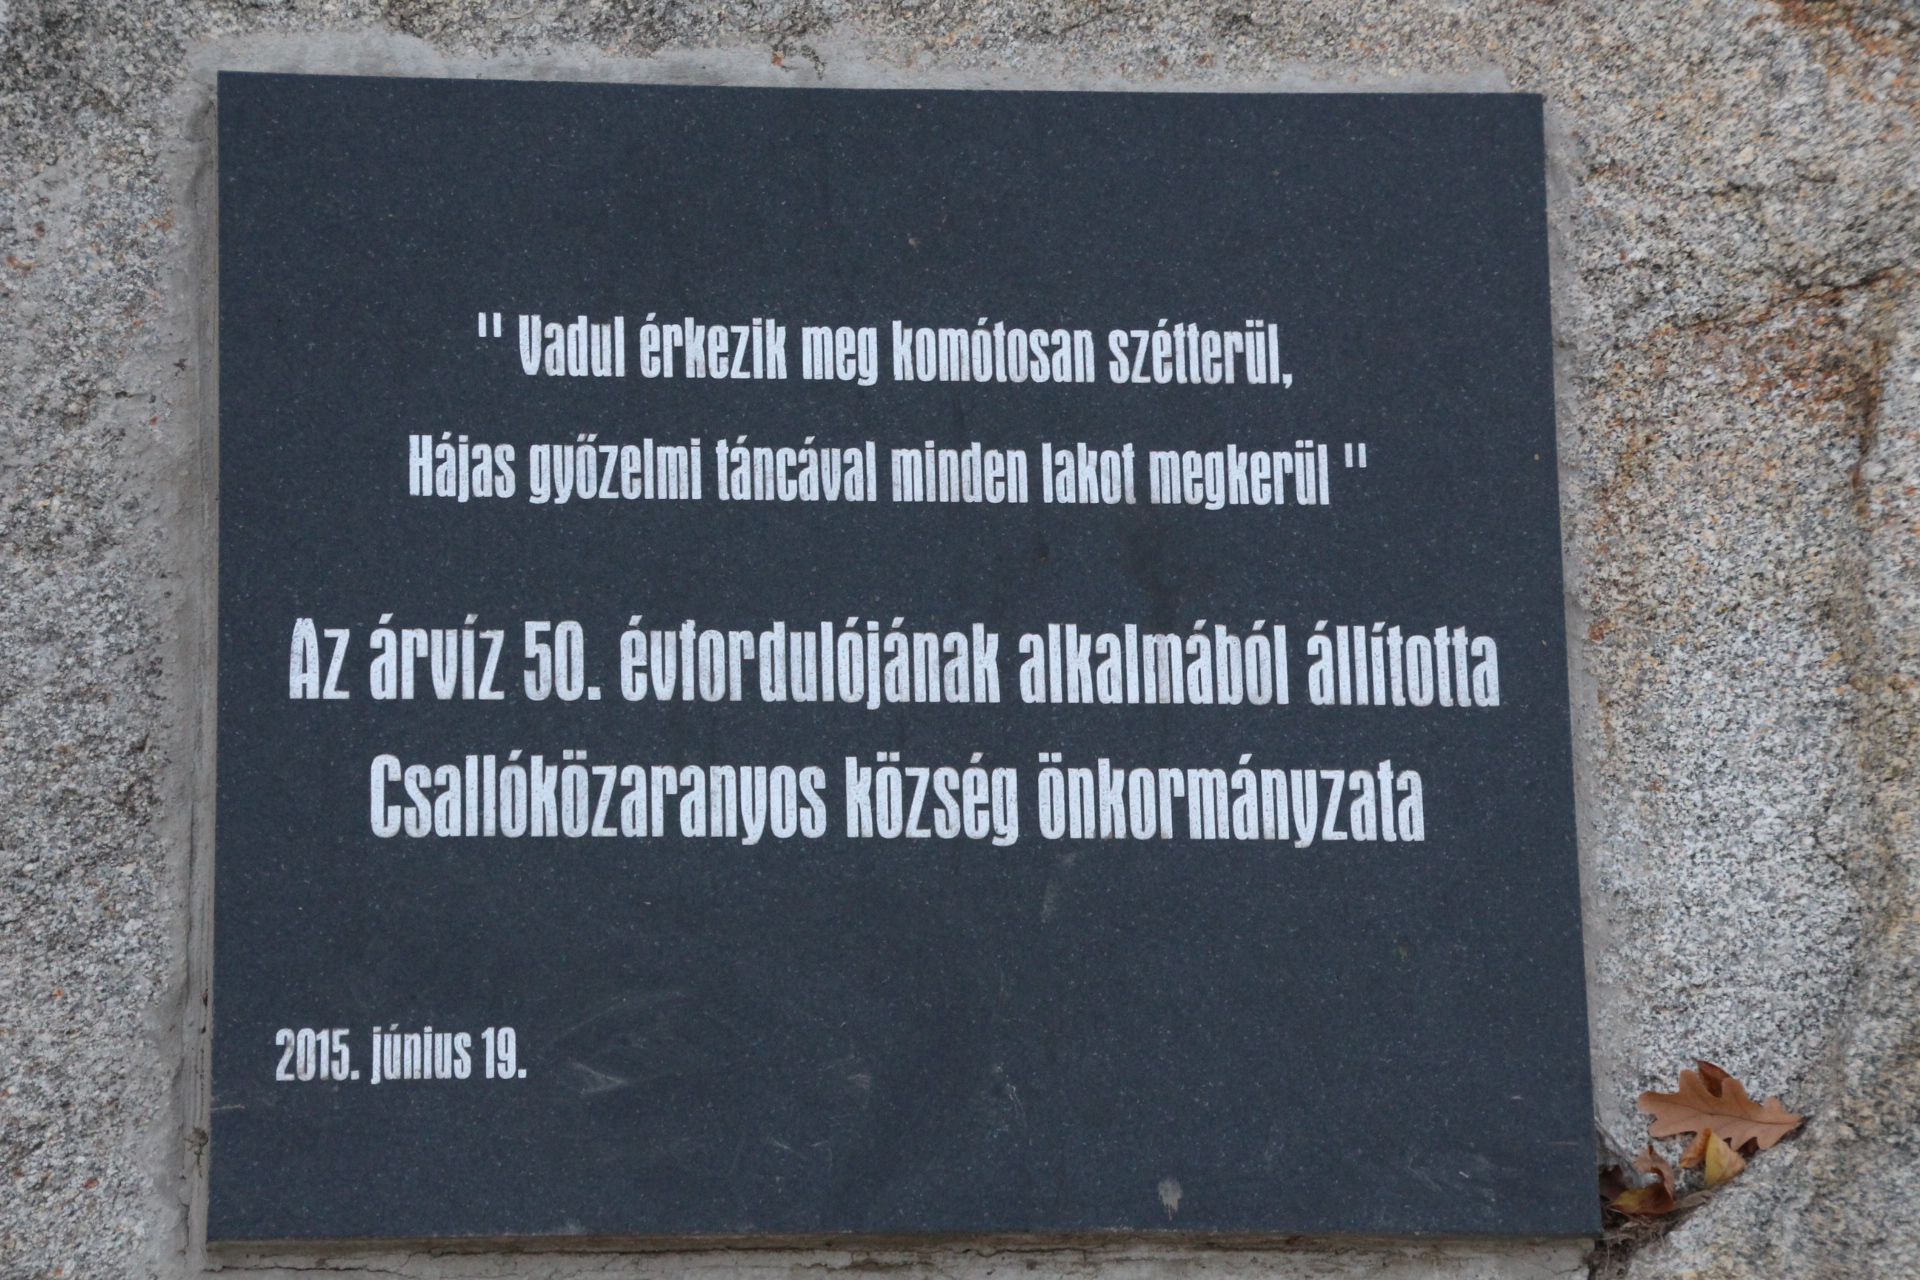 " Vadul érkezik meg komótosan szétterül,
Hájas győzelmi táncával minden lakot megkerül "
Az árvíz 50. évfordulójának alkalmából állította
Csallóközaranyos község önkormányzata
2015. június 19.